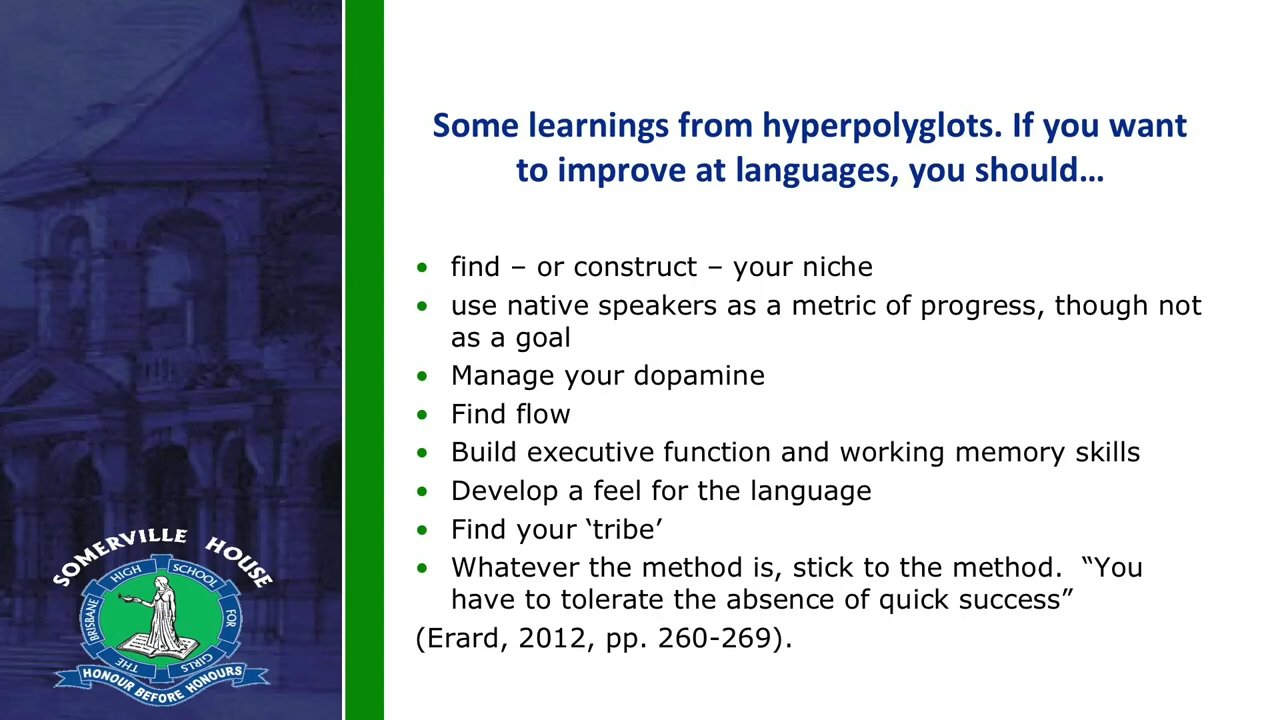 Some learnings from hyperpolyglots. If you want
to improve at languages, you should…
• find – or construct – your niche
• use native speakers as a metric of progress, though not
as a goal
• Manage your dopamine
• Find flow
• Build executive function and working memory skills
• Develop a feel for the language
• Find your ‘tribe’
• Whatever the method is, stick to the method.  “You
have to tolerate the absence of quick success”
(Erard, 2012, pp. 260-269).
SOMERVILLE HOUSE
THE BRISBANE HIGH SCHOOL FOR GIRLS
HONOUR BEFORE HONOURS